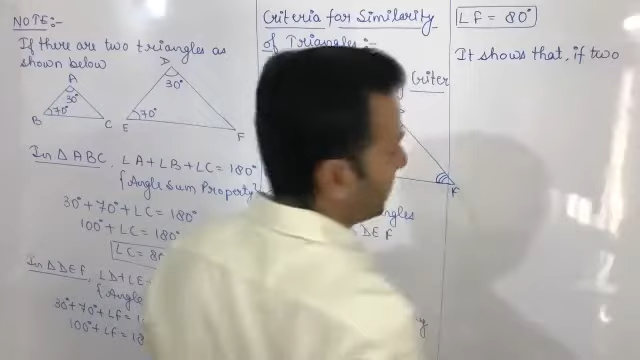 NOTE:-
If there are two triangles as
shown below
A
30°
70°
B
C
D
30°
70°
E
F
In △ABC, ∠A+∠B+∠C = 180°
{Angle Sum Property
30°+70°+∠C = 180°
100°+∠C = 180°
∠C = 8
In △DEF, ∠D+∠E
{Angle
30°+70°+∠F = 1
100°+∠F = 18
Criteria for Similarity
of Triangles:-
Criter
F
DEF
∠F = 80°
It shows that, if two